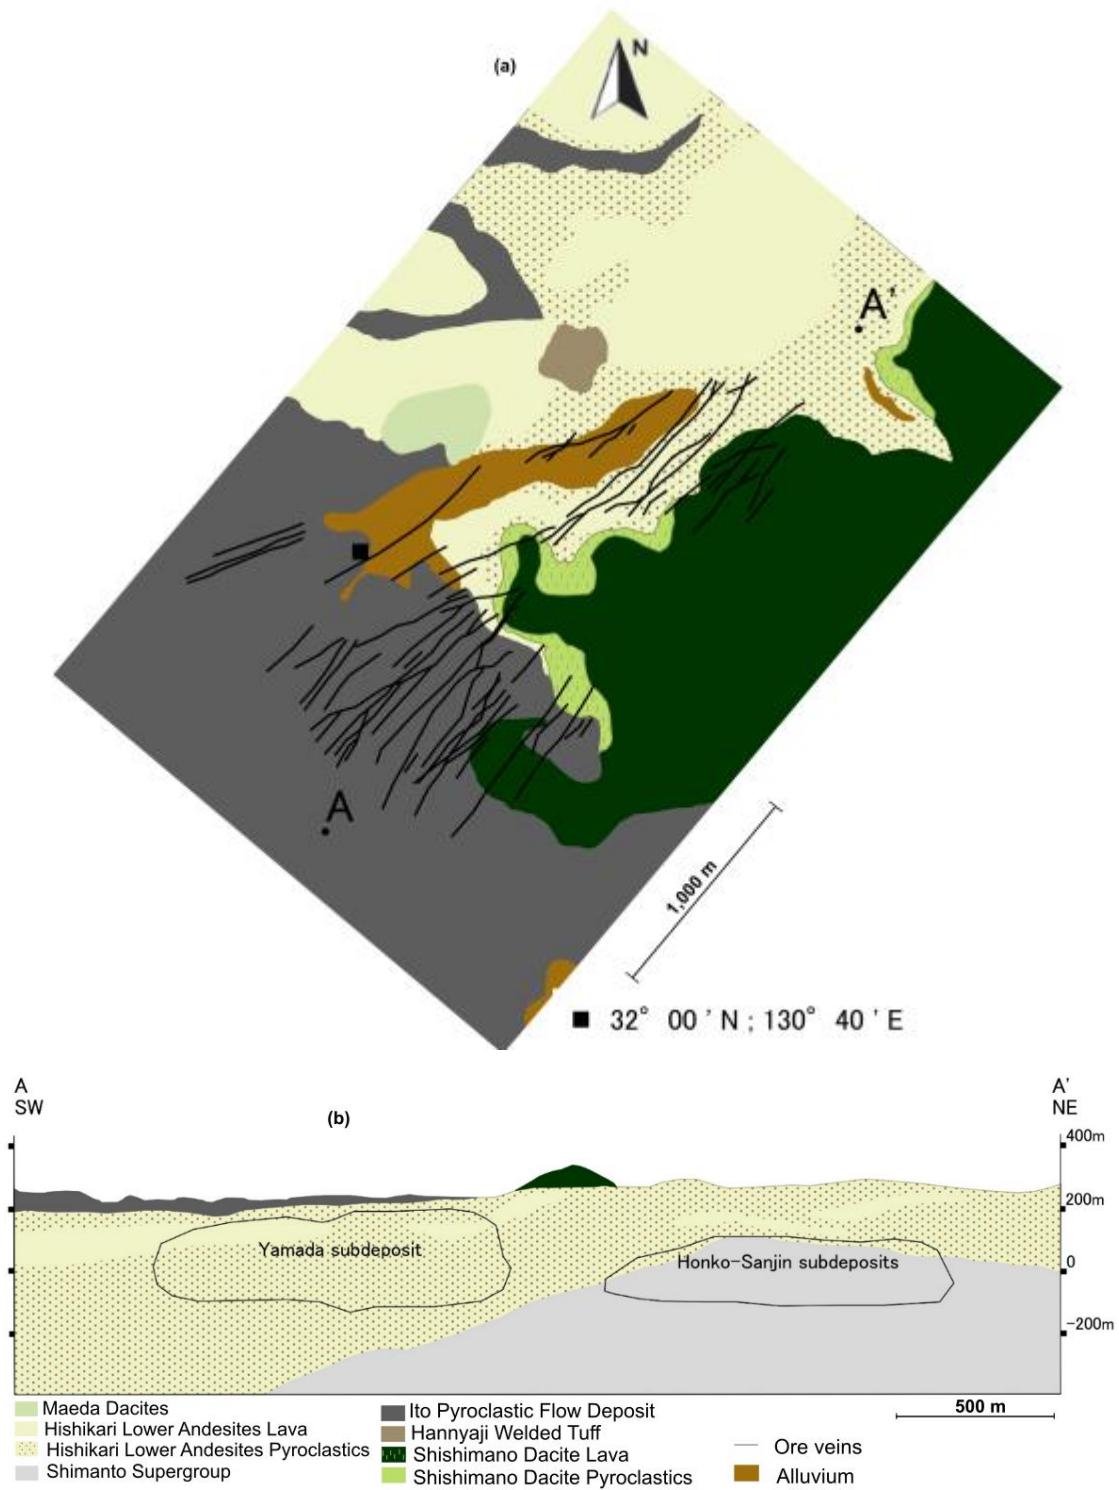 (a)
N
A'
A
1,000 m
■ 32° 00 ' N ; 130° 40 ' E
A
SW
(b)
A'
NE
400m
200m
0
-200m
Yamada subdeposit
Honko-Sanjin subdeposits
Maeda Dacites
Hishikari Lower Andesites Lava
Hishikari Lower Andesites Pyroclastics
Shimanto Supergroup
Ito Pyroclastic Flow Deposit
Hannyaji Welded Tuff
Shishimano Dacite Lava
Shishimano Dacite Pyroclastics
500 m
Ore veins
Alluvium